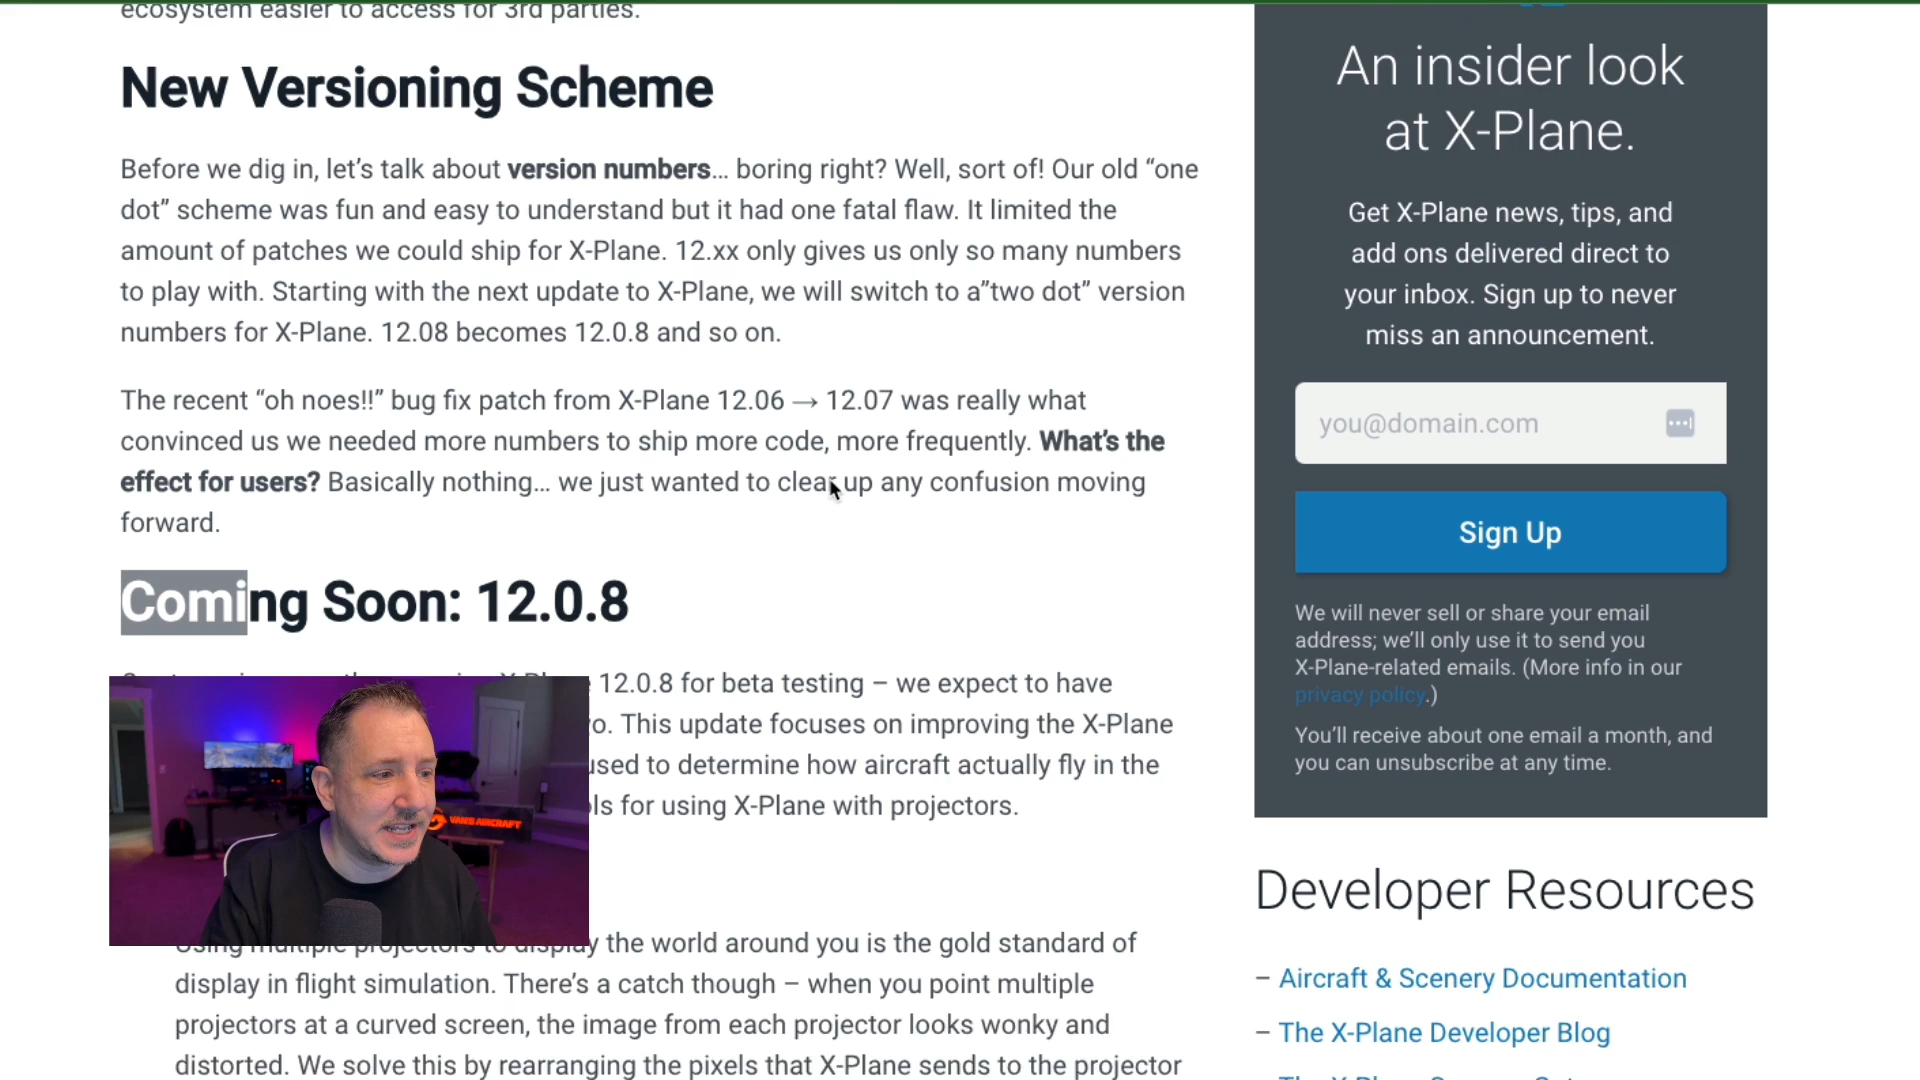 ecosystem easier to access for 3rd parties.
New Versioning Scheme
Before we dig in, let’s talk about version numbers… boring right? Well, sort of! Our old “one
dot” scheme was fun and easy to understand but it had one fatal flaw. It limited the
amount of patches we could ship for X-Plane. 12.xx only gives us only so many numbers
to play with. Starting with the next update to X-Plane, we will switch to a”two dot” version
numbers for X-Plane. 12.08 becomes 12.0.8 and so on.
The recent “oh noes!!” bug fix patch from X-Plane 12.06 → 12.07 was really what
convinced us we needed more numbers to ship more code, more frequently. What’s the
effect for users? Basically nothing… we just wanted to clear up any confusion moving
forward.
Coming Soon: 12.0.8
12.0.8 for beta testing – we expect to have
This update focuses on improving the X-Plane
used to determine how aircraft actually fly in the
for using X-Plane with projectors.
VAN'S AIRCRAFT
Using multiple projectors to display the world around you is the gold standard of
display in flight simulation. There’s a catch though – when you point multiple
projectors at a curved screen, the image from each projector looks wonky and
distorted. We solve this by rearranging the pixels that X-Plane sends to the projector
An insider look
at X-Plane.
Get X-Plane news, tips, and
add ons delivered direct to
your inbox. Sign up to never
miss an announcement.
you@domain.com
Sign Up
We will never sell or share your email
address; we’ll only use it to send you
X-Plane-related emails. (More info in our
privacy policy.)
You’ll receive about one email a month, and
you can unsubscribe at any time.
Developer Resources
– Aircraft & Scenery Documentation
– The X-Plane Developer Blog